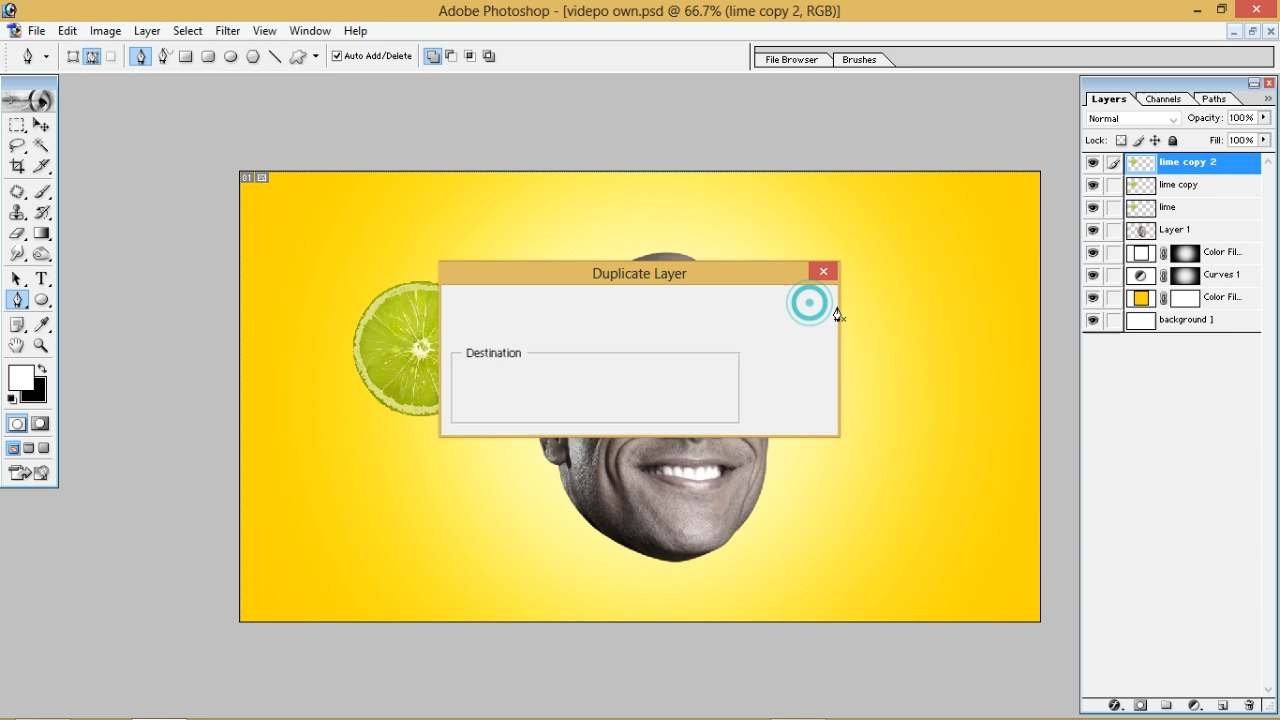 Adobe Photoshop - [videpo own.psd @ 66.7% (lime copy 2, RGB)]
File Edit Image Layer Select Filter View Window Help
Auto Add/Delete
File Browser Brushes
Layers Channels Paths
Normal Opacity: 100%
Lock: Fill: 100%
lime copy 2
lime copy
lime
Layer 1
Color Fil...
Curves 1
Color Fil...
background 1
01
Duplicate Layer
Destination
T